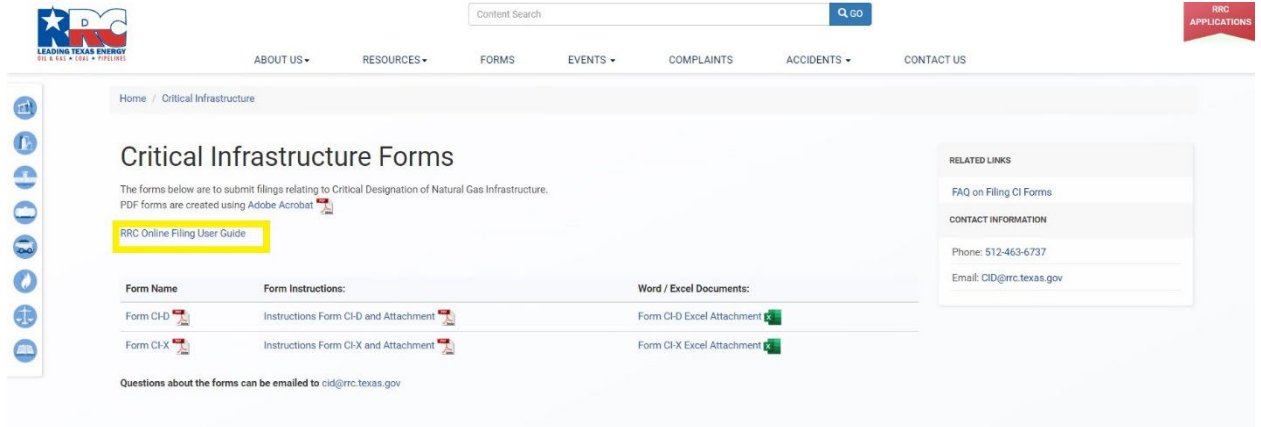 RRC
LEADING TEXAS ENERGY
OIL & GAS ★ COAL ★ PIPELINES
Content Search
GO
RRC
APPLICATIONS
ABOUT US
RESOURCES
FORMS
EVENTS
COMPLAINTS
ACCIDENTS
CONTACT US
Home / Critical Infrastructure
Critical Infrastructure Forms
The forms below are to submit filings relating to Critical Designation of Natural Gas Infrastructure.
PDF forms are created using Adobe Acrobat
RRC Online Filing User Guide
Form Name Form Instructions: Word / Excel Documents:
Form CI-D Instructions Form CI-D and Attachment Form CI-D Excel Attachment
Form CI-X Instructions Form CI-X and Attachment Form CI-X Excel Attachment
Questions about the forms can be emailed to cid@rrc.texas.gov
RELATED LINKS
FAQ on Filing CI Forms
CONTACT INFORMATION
Phone: 512-463-6737
Email: CID@rrc.texas.gov